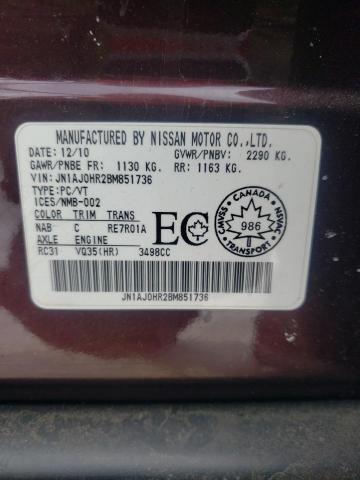 MANUFACTURED BY NISSAN MOTOR CO.,LTD.
DATE: 12/10 GVWR/PNBV: 2290 KG.
GAWR/PNBE FR: 1130 KG. RR: 1163 KG.
VIN: JN1AJ0HR2BM851736
TYPE:PC/VT
ICES/NMB-002
COLOR TRIM TRANS
NAB C RE7R01A
AXLE ENGINE
RC31 VQ35(HR) 3498CC
EC
CANADA
CMVSS
986
NSVAC
JN1AJ0HR2BM851736